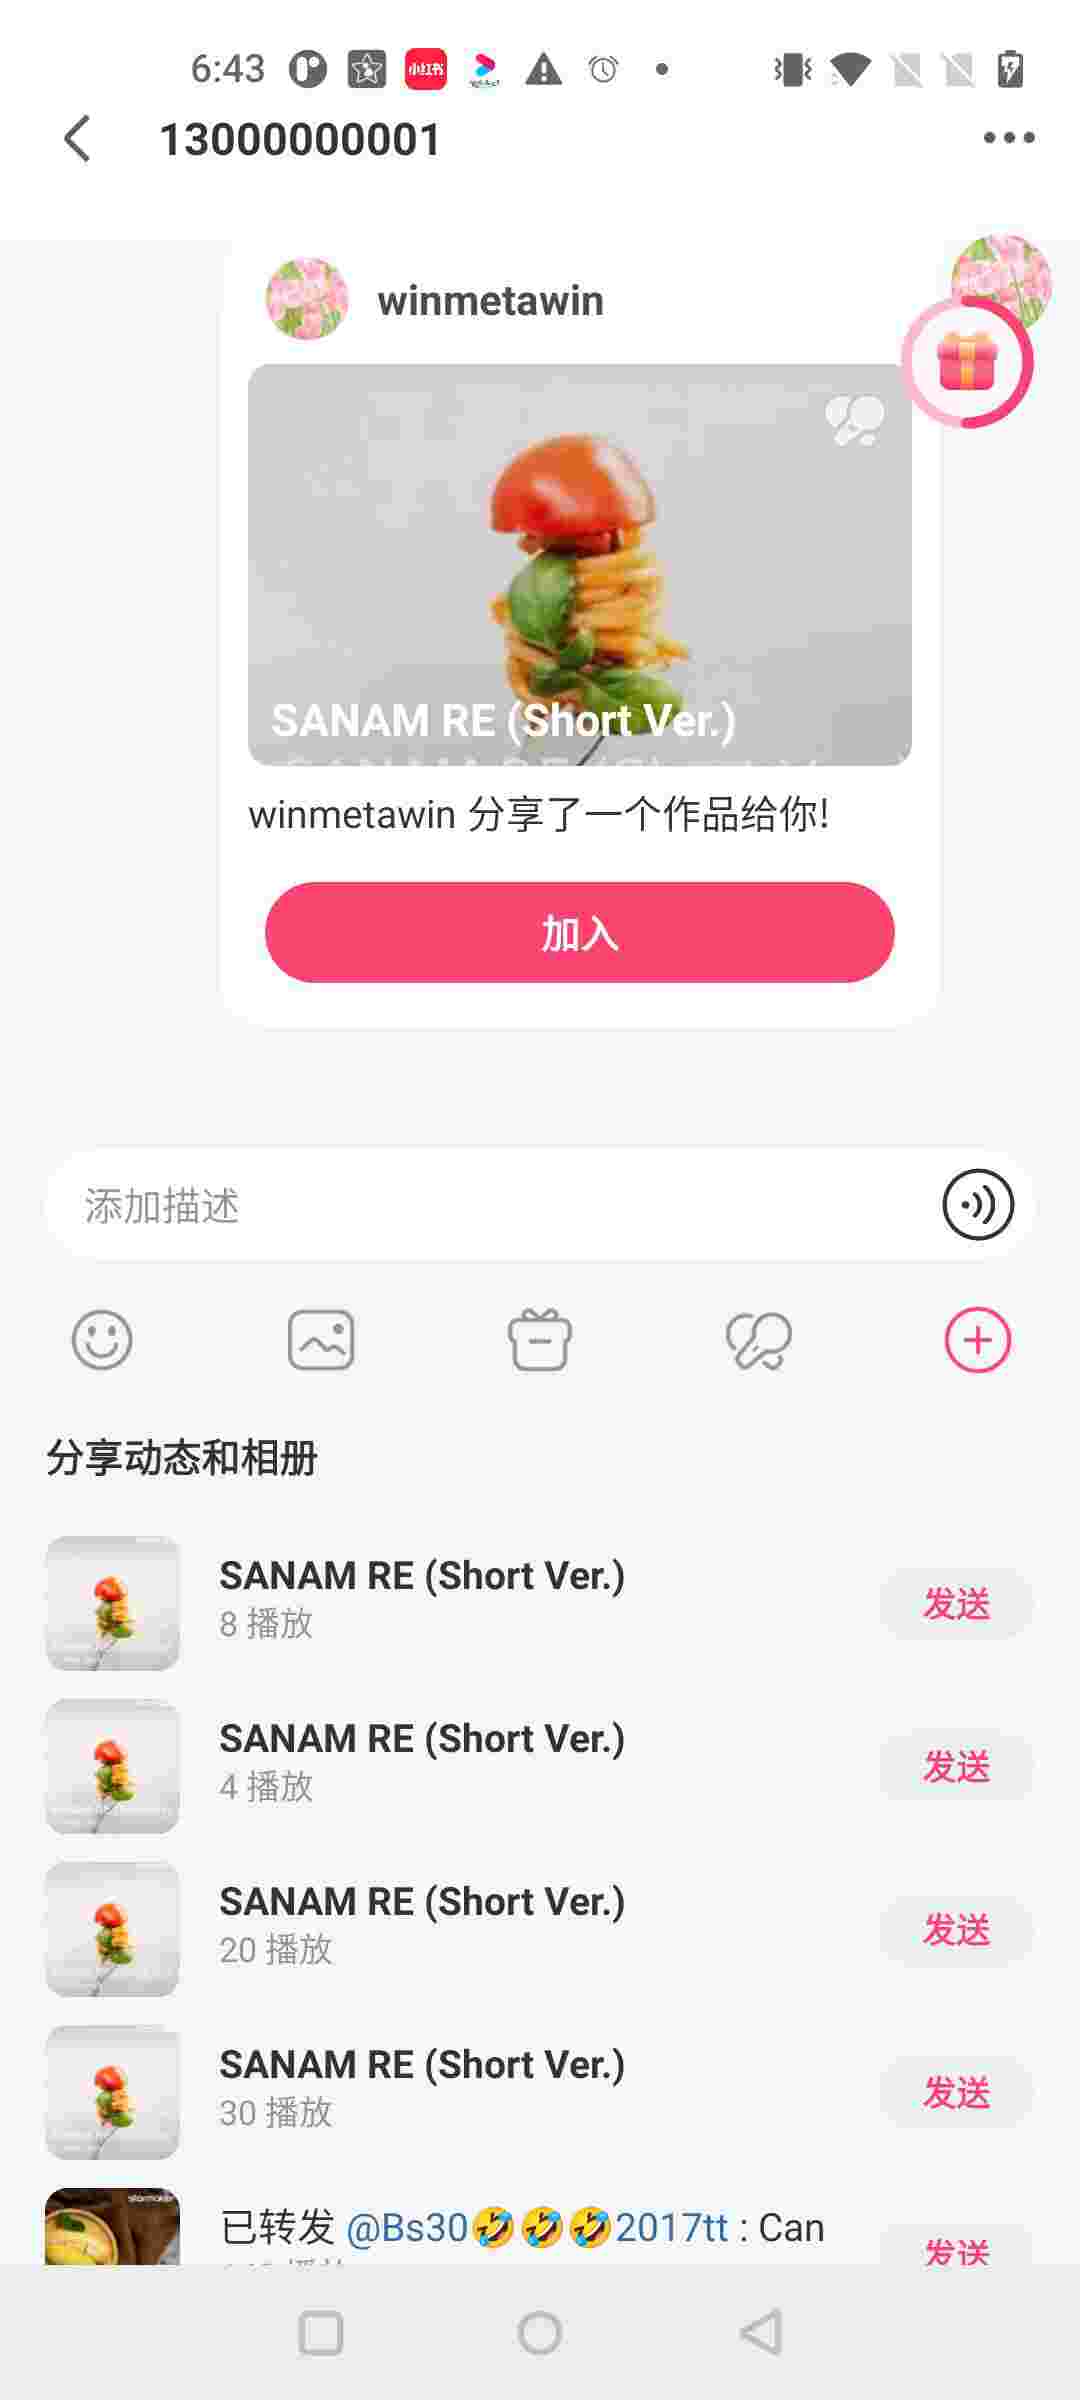 6:43
小红书
13000000001
winmetawin
SANAM RE (Short Ver.)
winmetawin 分享了一个作品给你!
加入
添加描述
分享动态和相册
SANAM RE (Short Ver.)
8 播放
发送
SANAM RE (Short Ver.)
4 播放
发送
SANAM RE (Short Ver.)
20 播放
发送
SANAM RE (Short Ver.)
30 播放
发送
starmaker
已转发 @Bs30🤣🤣🤣2017tt : Can
发送